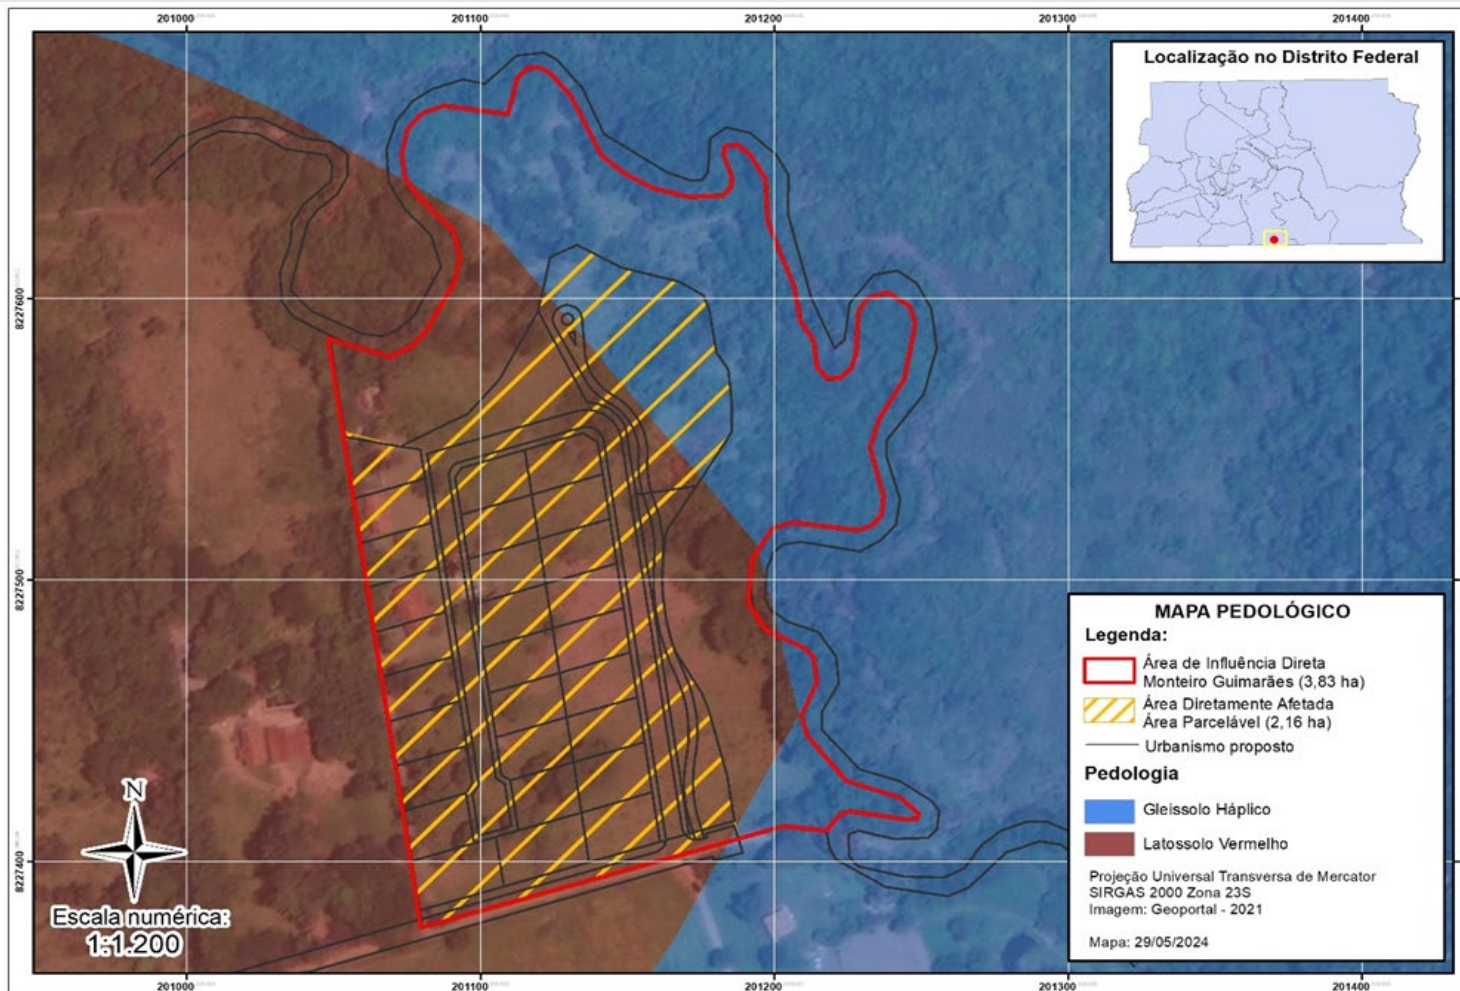 201000
201100
201200
201300
201400
Localização no Distrito Federal
8227600
8227500
8227400
MAPA PEDOLÓGICO
Legenda:
Área de Influência Direta
Monteiro Guimarães (3,83 ha)
Área Diretamente Afetada
Área Parcelável (2,16 ha)
Urbanismo proposto
Pedologia
Gleissolo Háplico
Latossolo Vermelho
Projeção Universal Transversa de Mercator
SIRGAS 2000 Zona 23S
Imagem: Geoportal - 2021
Mapa: 29/05/2024
N
Escala numérica:
1:1.200
201000
201100
201200
201300
201400